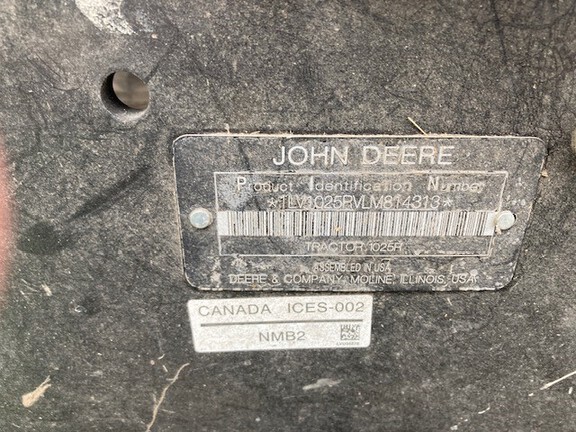 JOHN DEERE
Product Identification Number
*1LV1025RVLM814313*
TRACTOR 1025R
ASSEMBLED IN USA
DEERE & COMPANY, MOLINE, ILLINOIS, USA
CANADA ICES-002
NMB2